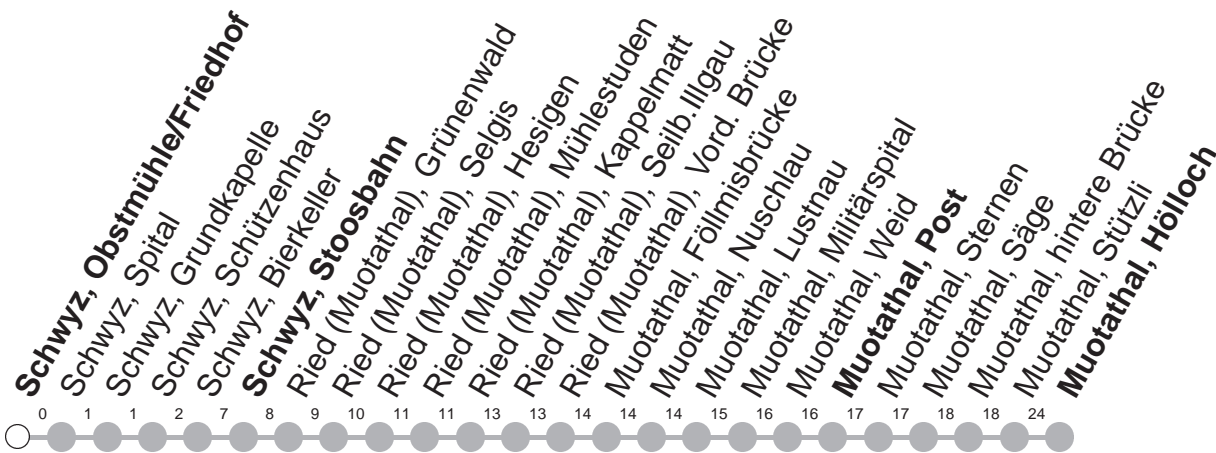 Schwyz, Obstmühle/Friedhof
Schwyz, Spital
Schwyz, Grundkapelle
Schwyz, Schützenhaus
Schwyz, Bierkeller
Schwyz, Stoosbahn
Ried (Muotathal), Grünenwald
Ried (Muotathal), Selgis
Ried (Muotathal), Hesigen
Ried (Muotathal), Mühlestuden
Ried (Muotathal), Kappelmatt
Ried (Muotathal), Seilb.Illgau
Ried (Muotathal), Vord. Brücke
Muotathal, Föllmisbrücke
Muotathal, Nuschlau
Muotathal, Lustnau
Muotathal, Militärspital
Muotathal, Weid
Muotathal, Post
Muotathal, Sternen
Muotathal, Säge
Muotathal, hintere Brücke
Muotathal, Stützli
Muotathal, Hölloch
0 1 1 2 7 8 9 10 11 11 13 13 14 14 14 15 16 16 17 17 18 18 24